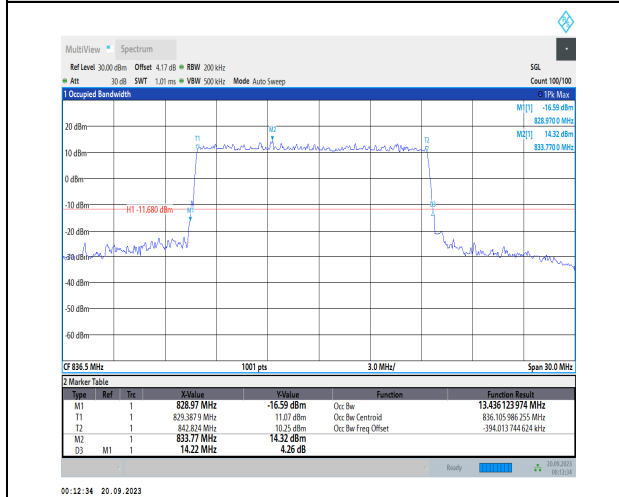 MultiView Spectrum
Ref Level 30.00 dBm Offset 4.17 dB RBW 200 kHz SGL
Att 30 dB SWT 1.01 ms VBW 500 kHz Mode Auto Sweep Count 100/100
1 Occupied Bandwidth 1Pk Max
M1[1] -16.59 dBm
828.9700 MHz
M2[1] 14.32 dBm
833.7700 MHz
20 dBm
T1 M2 T2
10 dBm
0 dBm
-10 dBm
H1 -11.680 dBm M1 D3
-20 dBm
-30 dBm
-40 dBm
-50 dBm
-60 dBm
CF 836.5 MHz 1001 pts 3.0 MHz/ Span 30.0 MHz
2 Marker Table
Type Ref Trc X-Value Y-Value Function Function Result
M1 1 828.97 MHz -16.59 dBm Occ Bw 13.436 123 974 MHz
T1 1 829.3879 MHz 11.07 dBm Occ Bw Centroid 836.105 986 255 MHz
T2 1 842.824 MHz 10.25 dBm Occ Bw Freq Offset -394.013 744 624 kHz
M2 1 833.77 MHz 14.32 dBm
D3 M1 1 14.22 MHz 4.26 dB
Ready 20.09.2023
00:12:34
00:12:34 20.09.2023